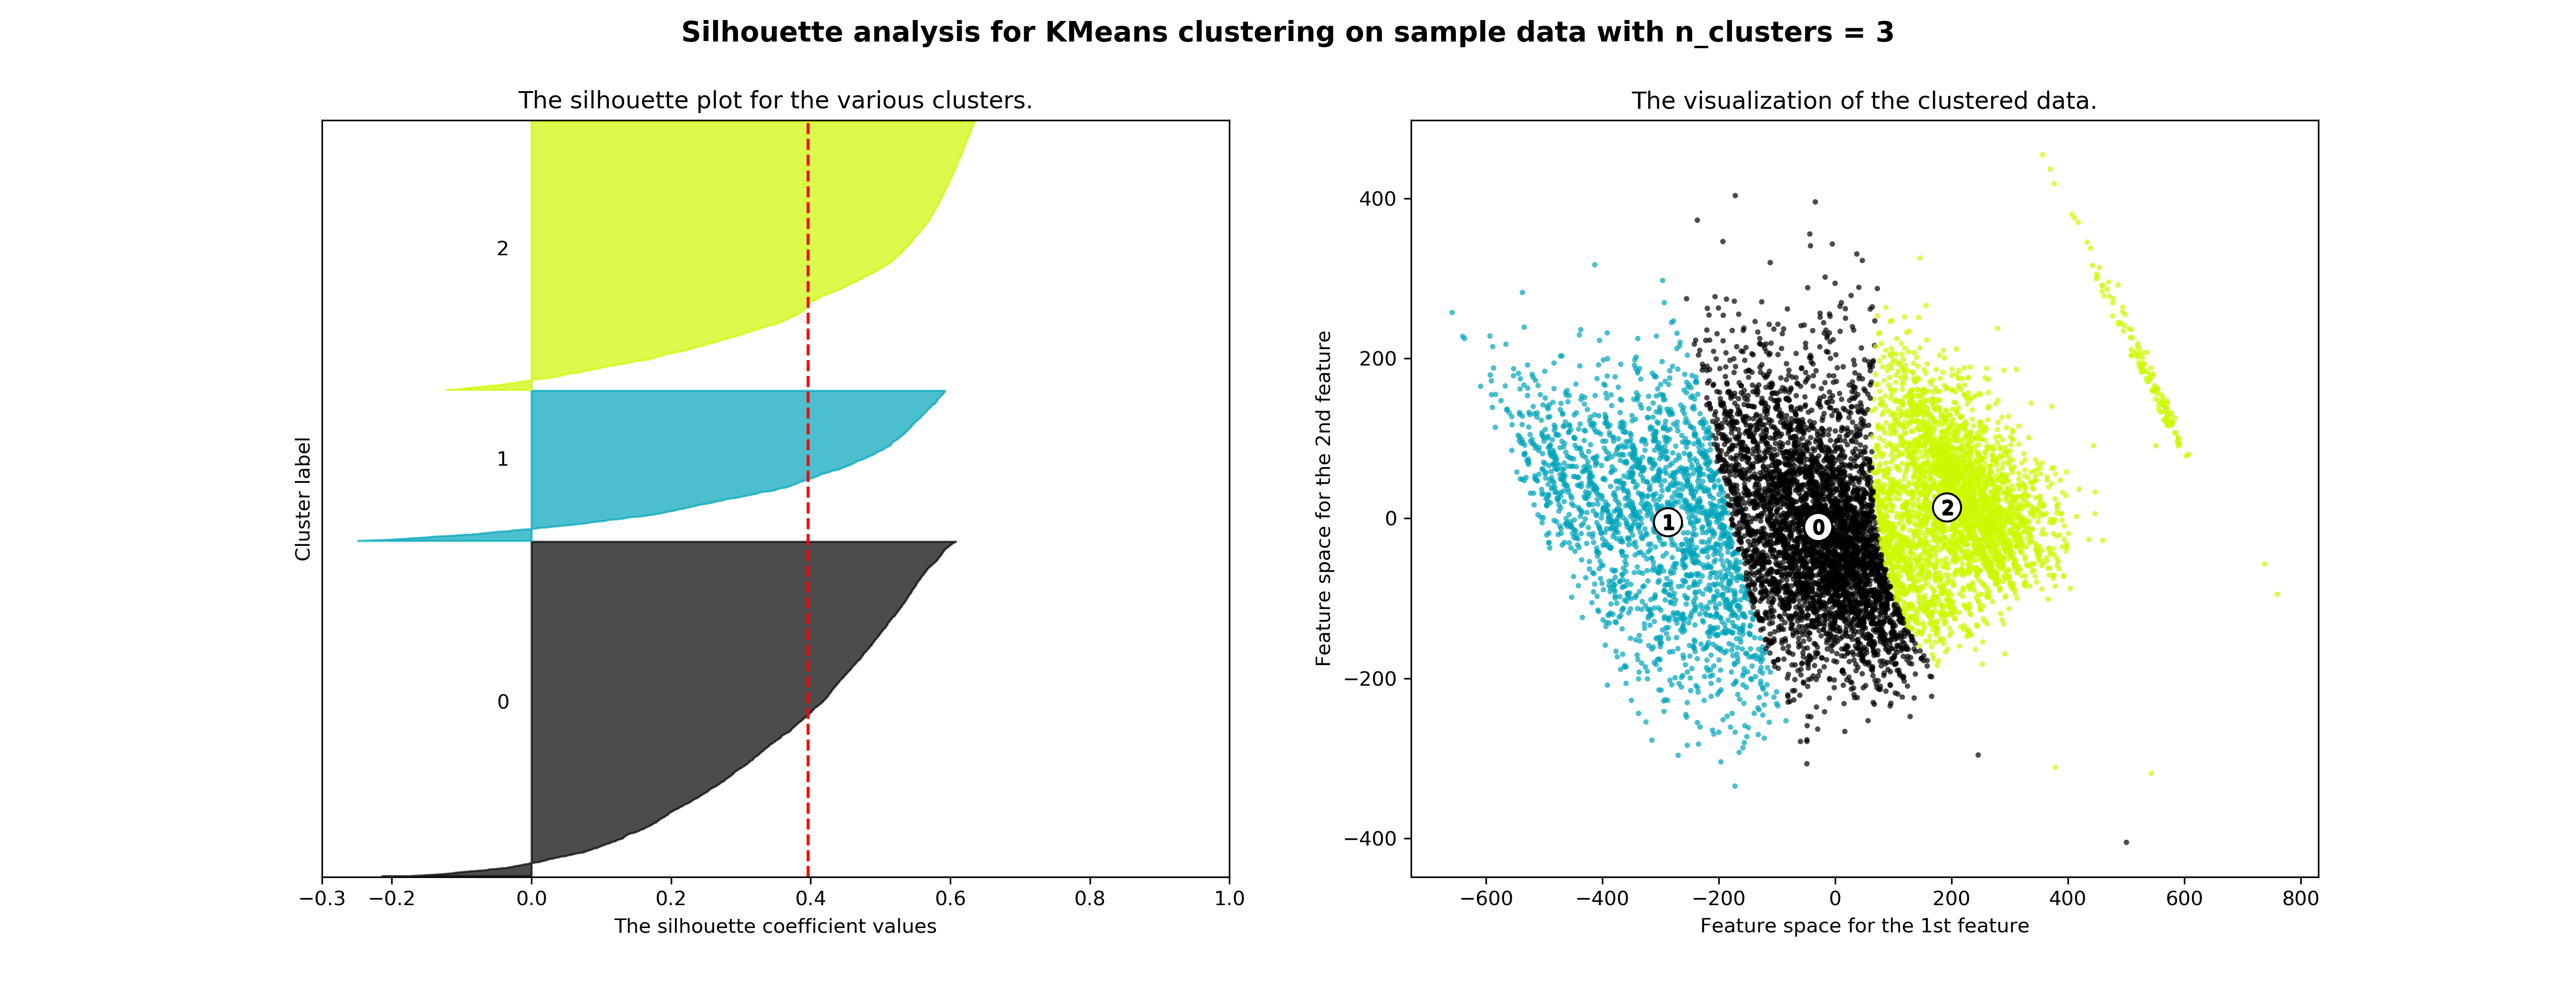 Silhouette analysis for KMeans clustering on sample data with n_clusters = 3
The silhouette plot for the various clusters.
2
1
0
Cluster label
−0.3 −0.2 0.0 0.2 0.4 0.6 0.8 1.0
The silhouette coefficient values
The visualization of the clustered data.
400
200
0
−200
−400
Feature space for the 2nd feature
1 0 2
−600 −400 −200 0 200 400 600 800
Feature space for the 1st feature